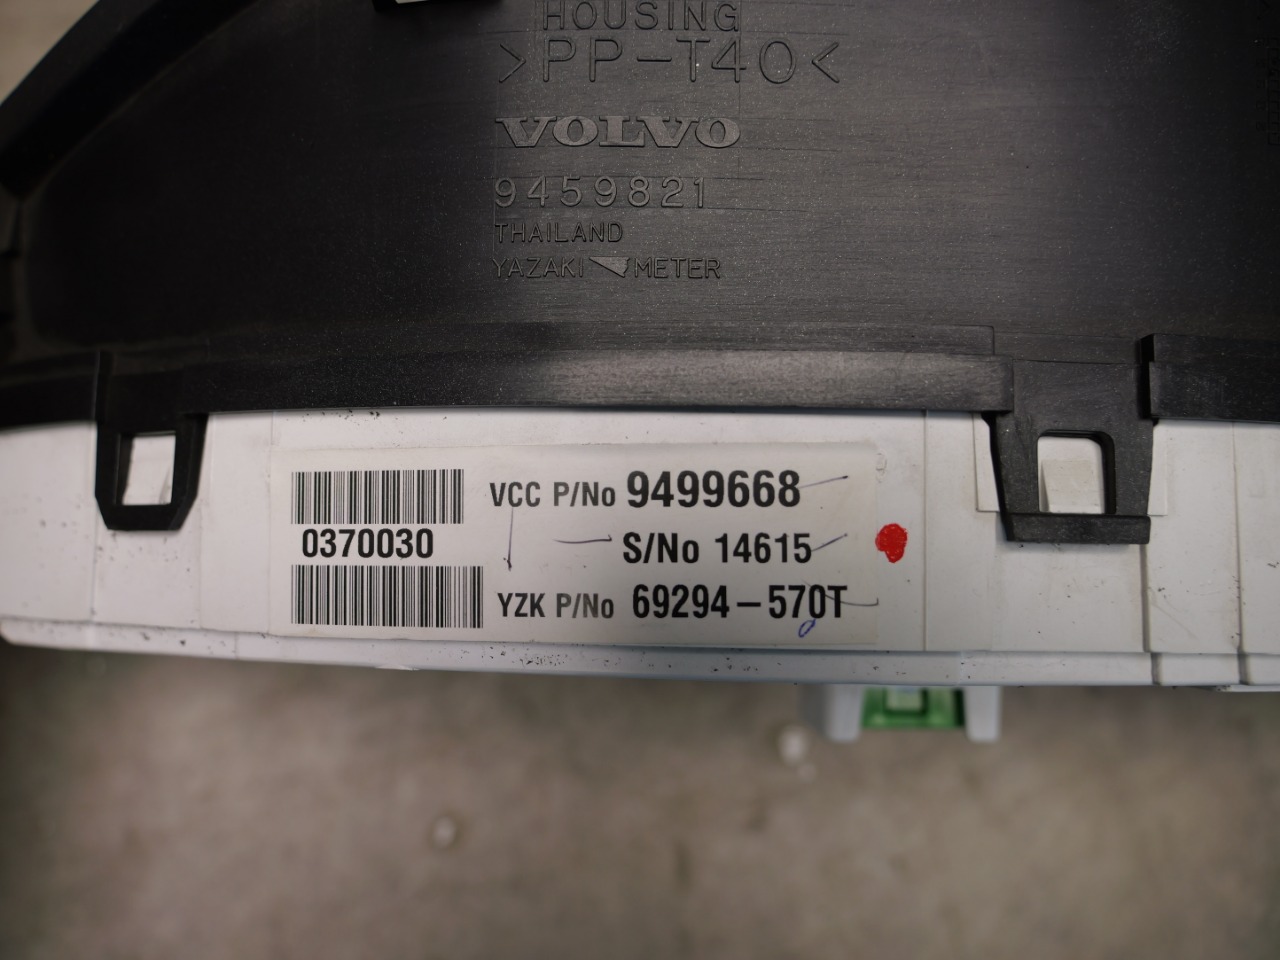 HOUSING
>PP-T40<
VOLVO
9459821
THAILAND
YAZAKI METER
VCC P/No 9499668
0370030
S/No 14615
YZK P/No 69294-570T